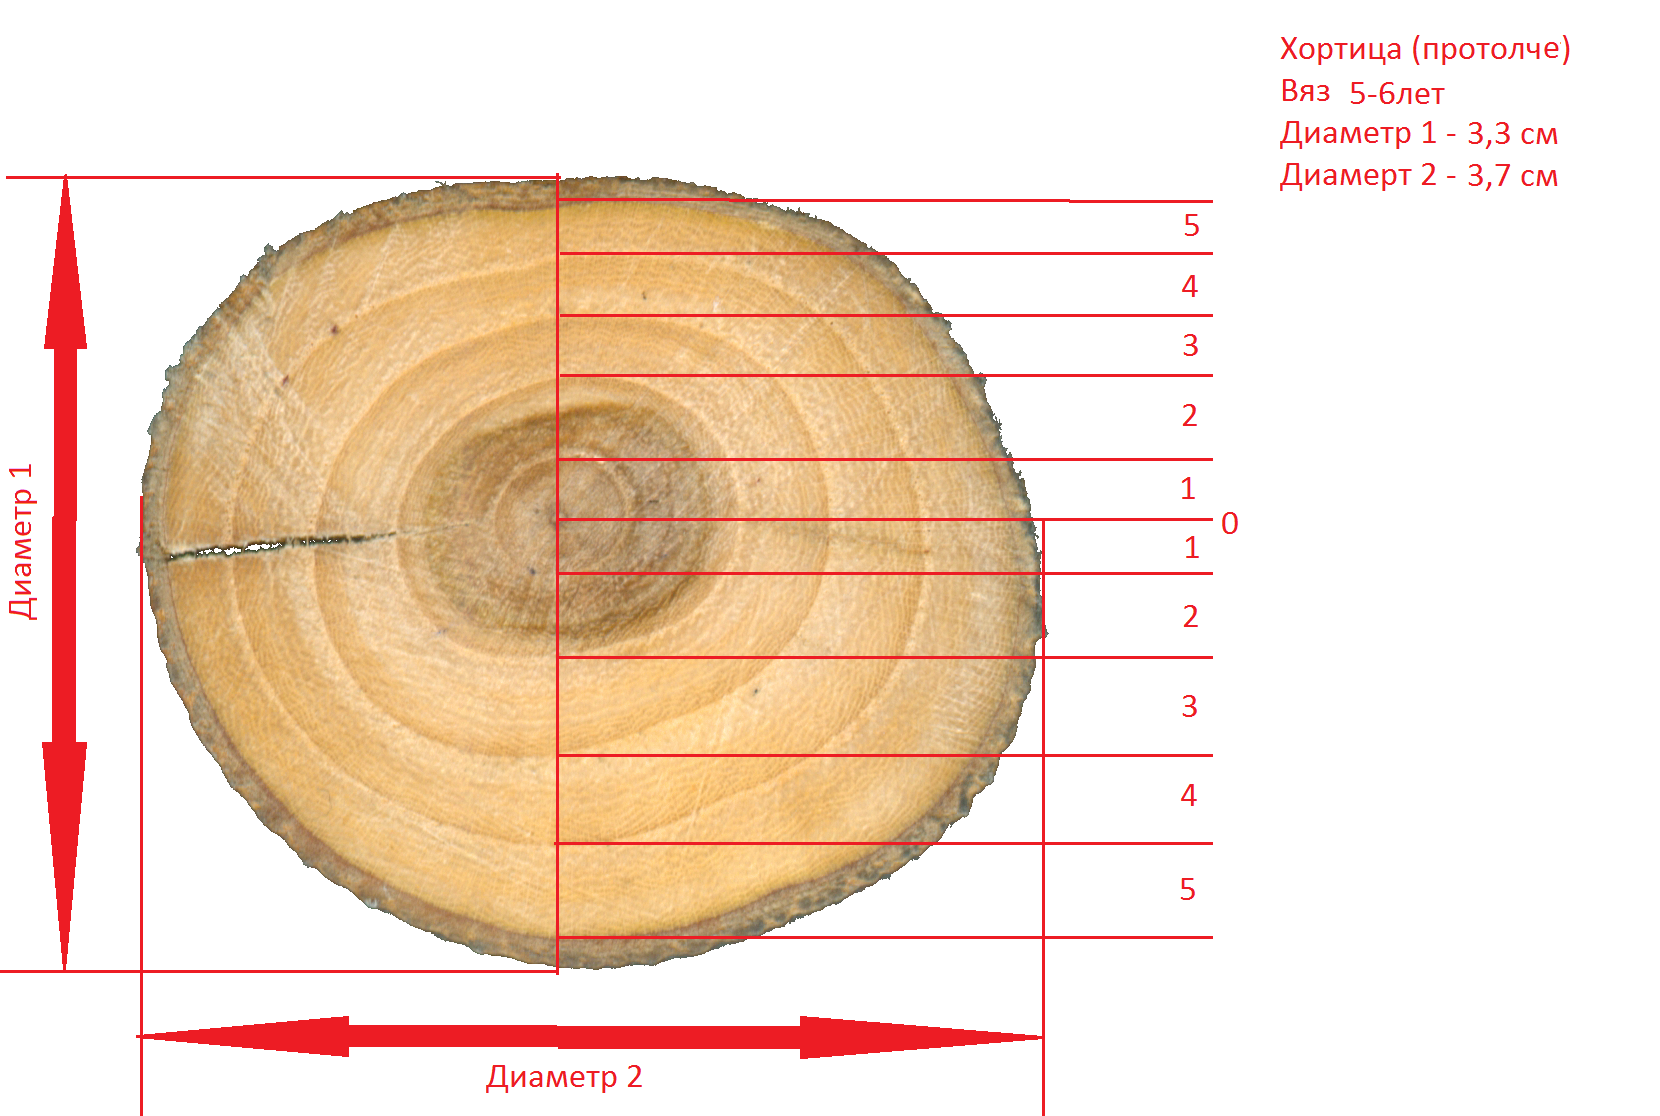 Хортица (протолче)
Вяз 5-6лет
Диаметр 1 - 3,3 см
Диамерт 2 - 3,7 см
5
4
3
2
1
0
1
2
3
4
5
Диаметр 1
Диаметр 2